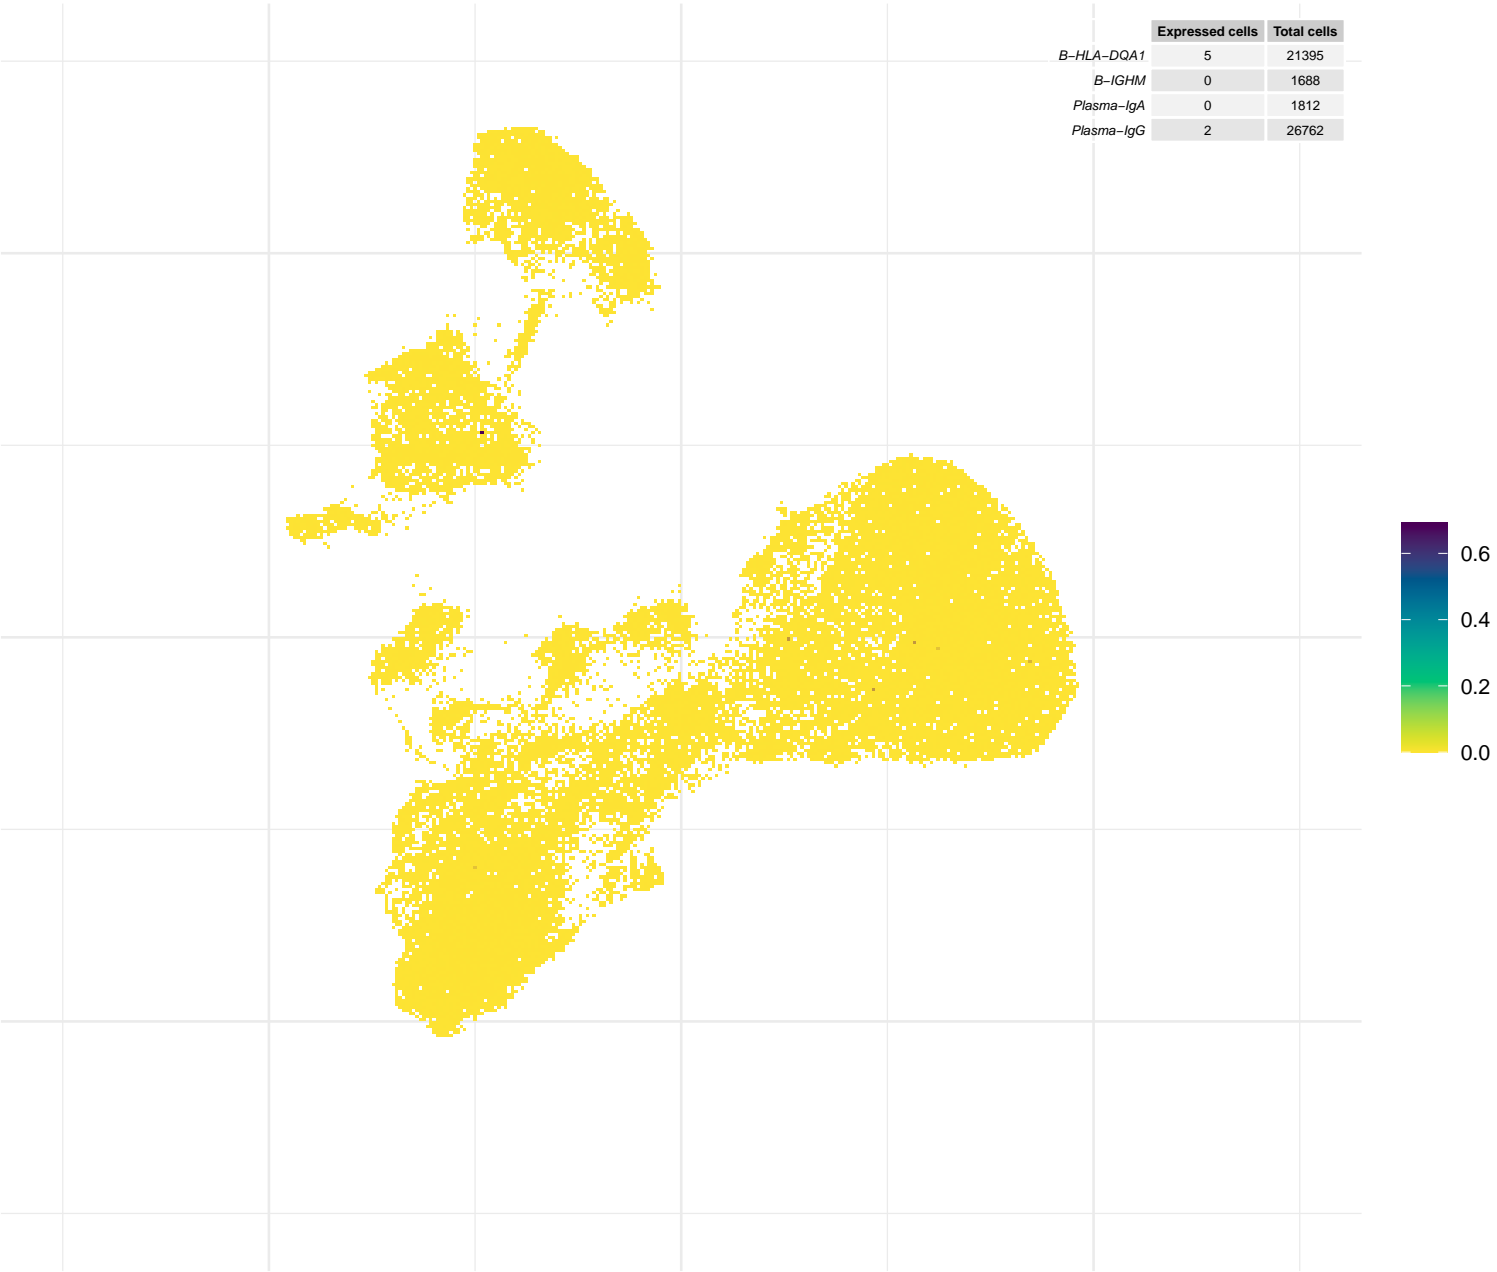 Expressed cells Total cells
B-HLA-DQA1 5 21395
B-IGHM 0 1688
Plasma-IgA 0 1812
Plasma-IgG 2 26762
0.6
0.4
0.2
0.0